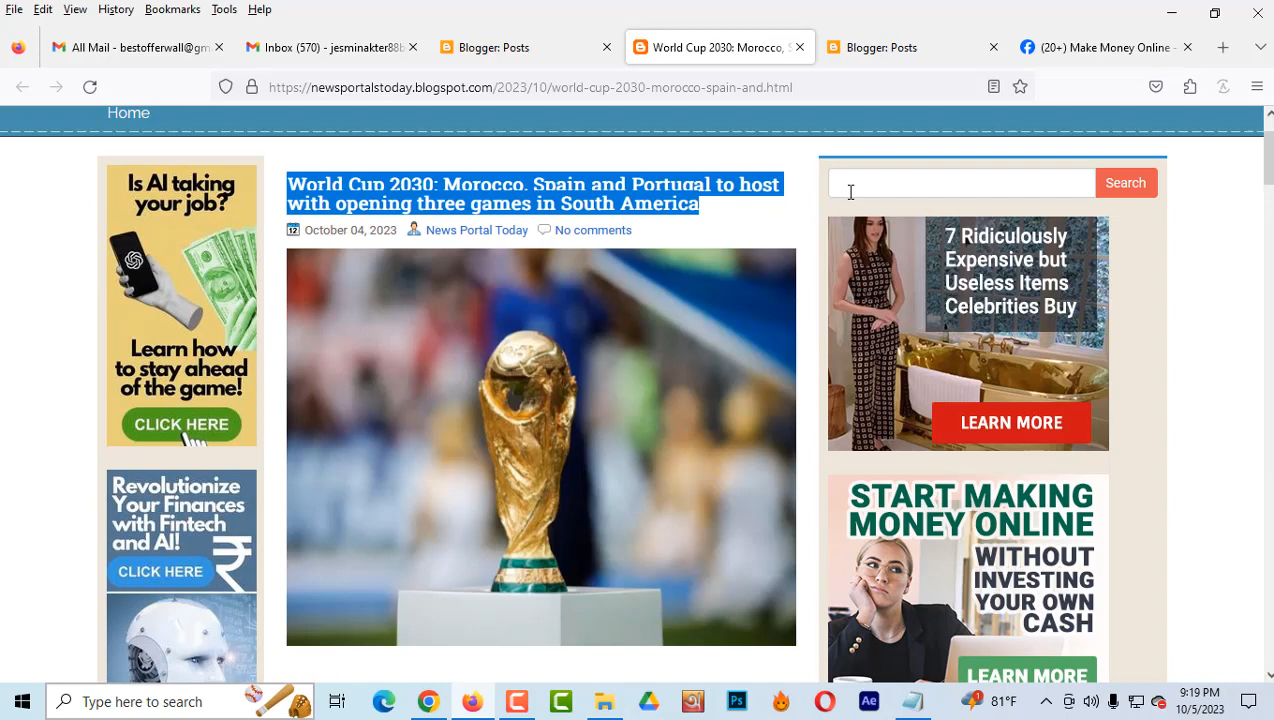 File Edit View History Bookmarks Tools Help
All Mail - bestofferwall@gm
Inbox (570) - jesminakter88b
Blogger: Posts
World Cup 2030: Morocco, S
Blogger: Posts
(20+) Make Money Online -
https://newsportalstoday.blogspot.com/2023/10/world-cup-2030-morocco-spain-and.html
Home
Is AI taking
your job?
Learn how
to stay ahead
of the game!
CLICK HERE
Revolutionize
Your Finances
with Fintech
and AI!
CLICK HERE
World Cup 2030: Morocco, Spain and Portugal to host
with opening three games in South America
October 04, 2023 News Portal Today No comments
Search
7 Ridiculously
Expensive but
Useless Items
Celebrities Buy
LEARN MORE
START MAKING
MONEY ONLINE
WITHOUT
INVESTING
YOUR OWN
CASH
LEARN MORE
Type here to search
Ps
Ae
1
81°F
9:19 PM
10/5/2023